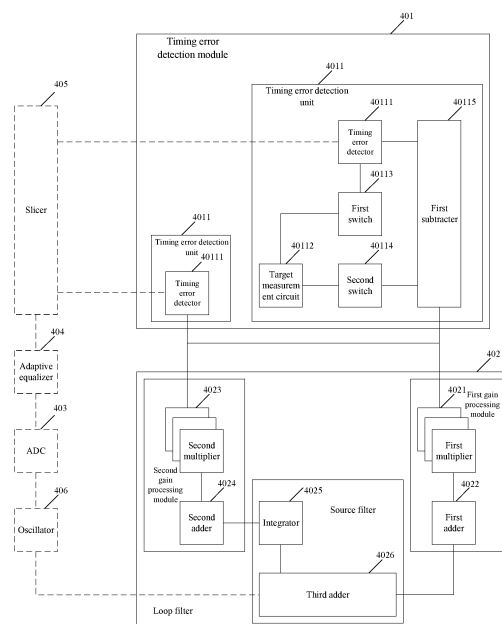 401
Timing error
detection module
4011
Timing error detection
unit
405
Slicer
40111
Timing
error
detector
40115
First
subtracter
40113
First
switch
4011
Timing error detection
unit
40111
Timing
error
detector
40112
Target
measurem
ent circuit
40114
Second
switch
404
Adaptive
equalizer
402
4023
Second
multiplier
Second
gain
processing
module
4021
First gain
processing
module
First
multiplier
403
ADC
4024
Second
adder
4025
Integrator
Source filter
4022
First
adder
406
Oscillator
4026
Third adder
Loop filter